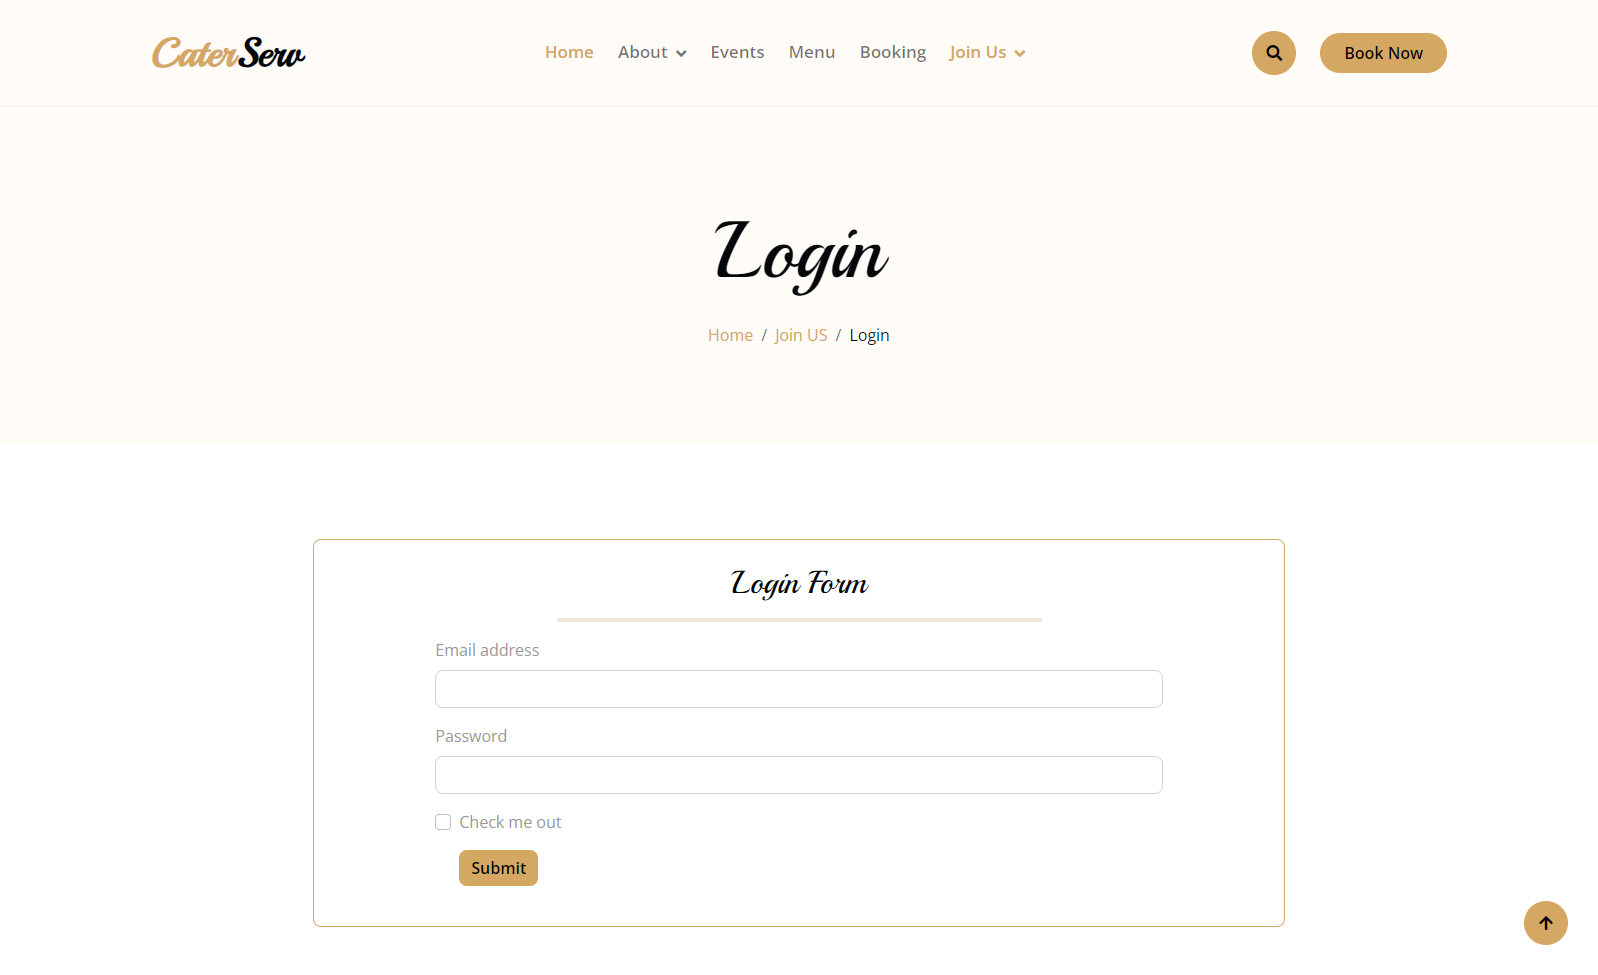 CaterServ
Home About Events Menu Booking Join Us
Book Now
Login
Home / Join US / Login
Login Form
Email address
Password
Check me out
Submit